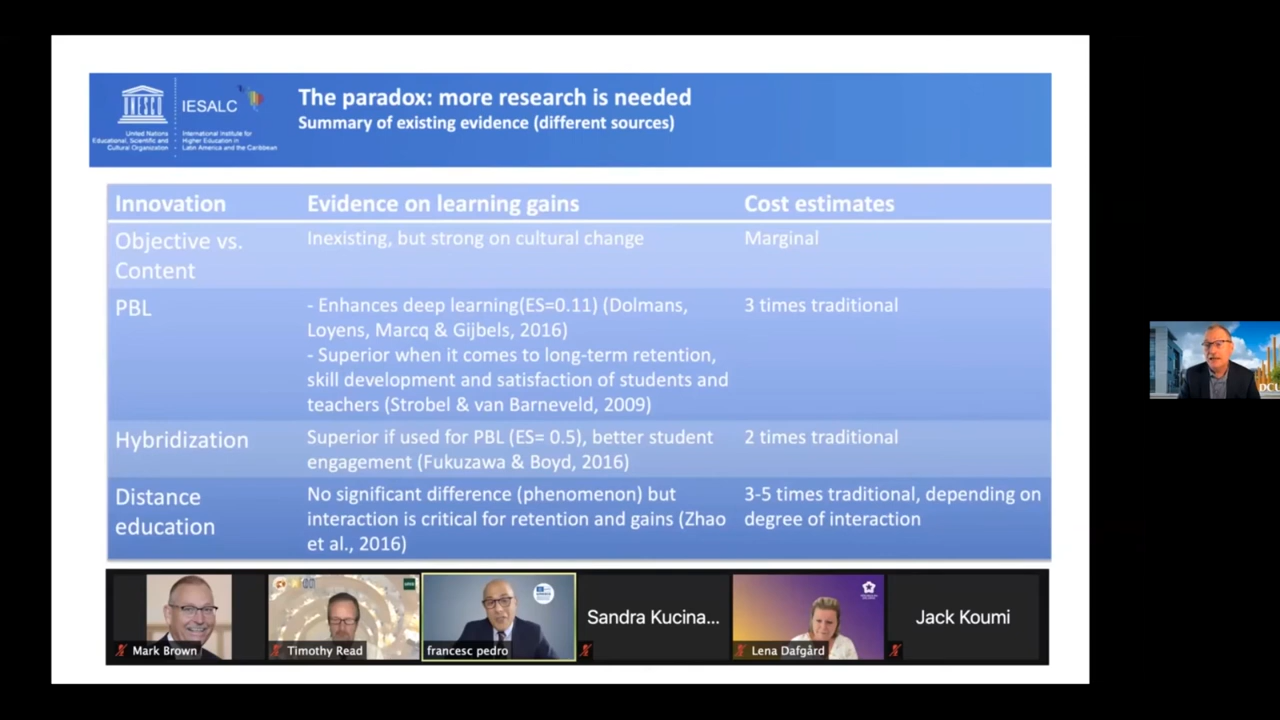 The paradox: more research is needed
Summary of existing evidence (different sources)
UNESCO
IESALC
United Nations
Educational, Scientific and
Cultural Organization
International Institute for
Higher Education in
Latin America and the Caribbean
Innovation
Evidence on learning gains
Cost estimates
Objective vs.
Content
Inexisting, but strong on cultural change
Marginal
PBL
- Enhances deep learning(ES=0.11) (Dolmans,
Loyens, Marcq & Gijbels, 2016)
- Superior when it comes to long-term retention,
skill development and satisfaction of students and
teachers (Strobel & van Barneveld, 2009)
3 times traditional
Hybridization
Superior if used for PBL (ES= 0.5), better student
engagement (Fukuzawa & Boyd, 2016)
2 times traditional
Distance
education
No significant difference (phenomenon) but
interaction is critical for retention and gains (Zhao
et al., 2016)
3-5 times traditional, depending on
degree of interaction
DCU
Mark Brown
Timothy Read
francesc pedro
Sandra Kucina...
Lena Dafgård
Jack Koumi